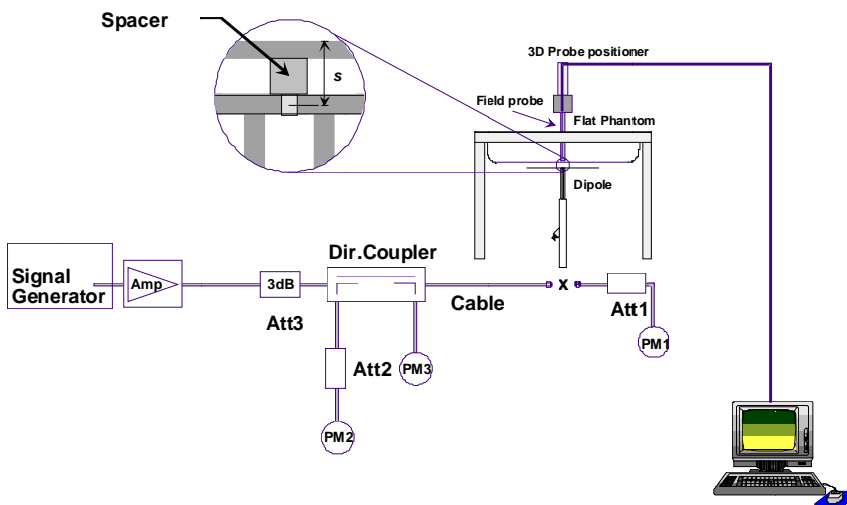 Spacer
s
3D Probe positioner
Field probe
Flat Phantom
Dipole
Dir.Coupler
Signal
Generator
Amp
3dB
Att3
Cable
X
Att1
PM1
Att2
PM3
PM2